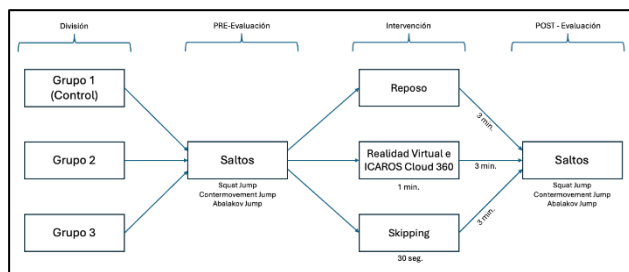 División
PRE-Evaluación
Intervención
POST - Evaluación
Grupo 1
(Control)
Grupo 2
Grupo 3
Saltos
Squat Jump
Contermovement Jump
Abalakov Jump
Reposo
Realidad Virtual e
ICAROS Cloud 360
1 min.
Skipping
30 seg.
3 min.
3 min.
3 min.
Saltos
Squat Jump
Contermovement Jump
Abalakov Jump